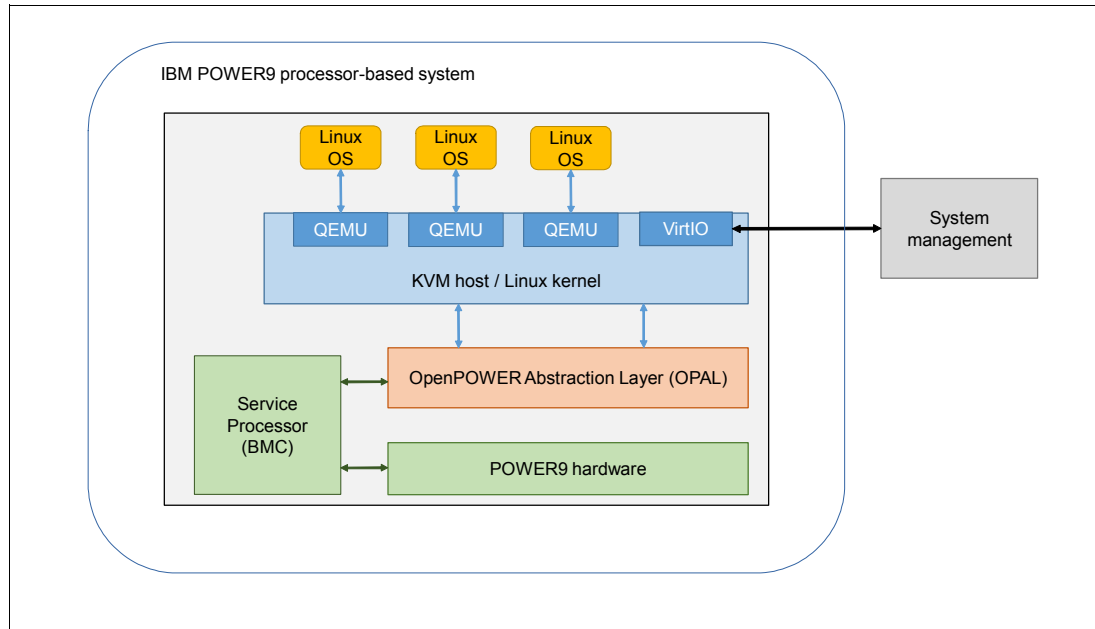 IBM POWER9 processor-based system
Linux
OS
Linux
OS
Linux
OS
QEMU
QEMU
QEMU
VirtIO
KVM host / Linux kernel
System
management
OpenPOWER Abstraction Layer (OPAL)
Service
Processor
(BMC)
POWER9 hardware